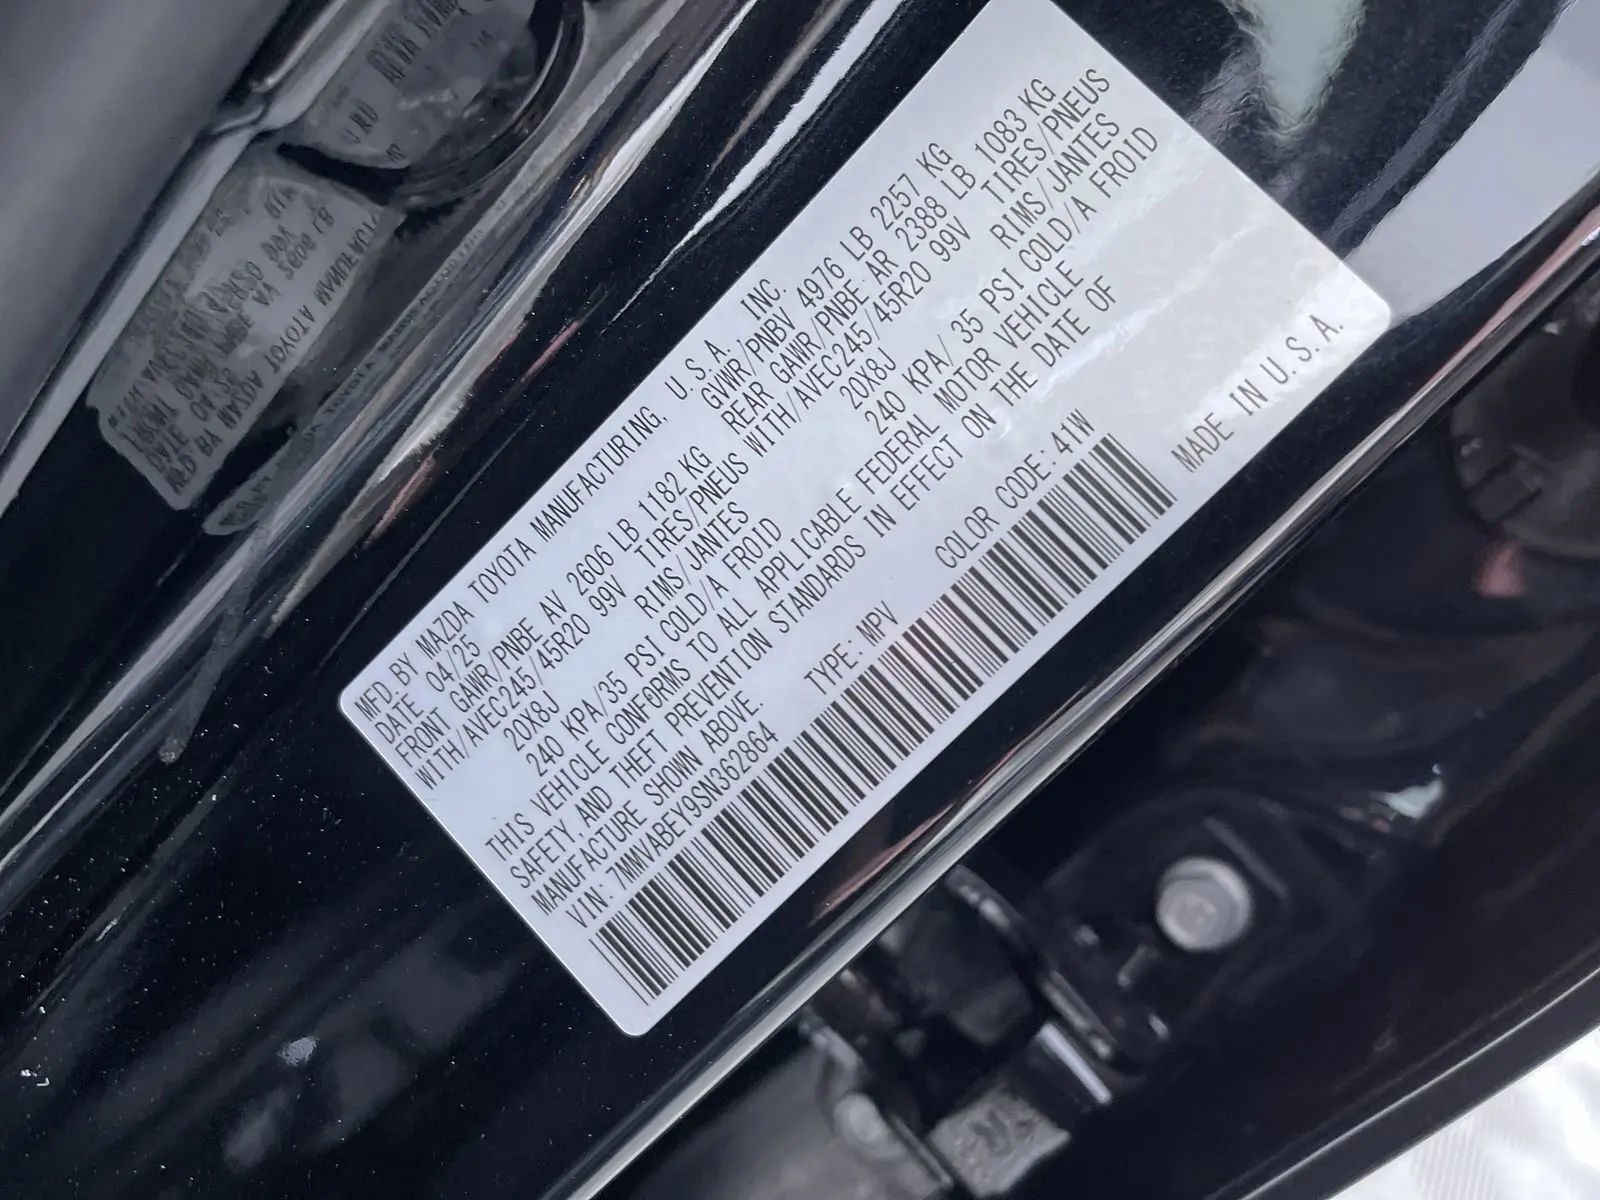 MFD. BY MAZDA TOYOTA MANUFACTURING, U. S. A. INC.
DATE: 04/25 GVWR/PNBV 4976 LB 2257 KG
FRONT GAWR/PNBE AV 2606 LB 1182 KG REAR GAWR/PNBE AR 2388 LB 1083 KG
WITH/AVEC245/45R20 99V TIRES/PNEUS WITH/AVEC245/45R20 99V TIRES/PNEUS
20X8J RIMS/JANTES 20X8J RIMS/JANTES
240 KPA/35 PSI COLD/A FROID 240 KPA/ 35 PSI COLD/A FROID
THIS VEHICLE CONFORMS TO ALL APPLICABLE FEDERAL MOTOR VEHICLE
SAFETY, AND THEFT PREVENTION STANDARDS IN EFFECT ON THE DATE OF
MANUFACTURE SHOWN ABOVE.
VIN: 7MMVABEY9SN362864 TYPE: MPV COLOR CODE: 41W
MADE IN U. S. A.